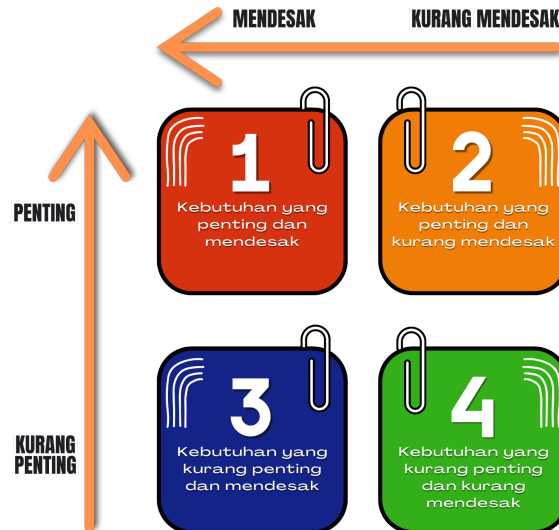 MENDESAK
KURANG MENDESAK
PENTING
1
Kebutuhan yang
penting dan
mendesak
2
Kebutuhan yang
penting dan
kurang mendesak
KURANG
PENTING
3
Kebutuhan yang
kurang penting
dan mendesak
4
Kebutuhan yang
kurang penting
dan kurang
mendesak